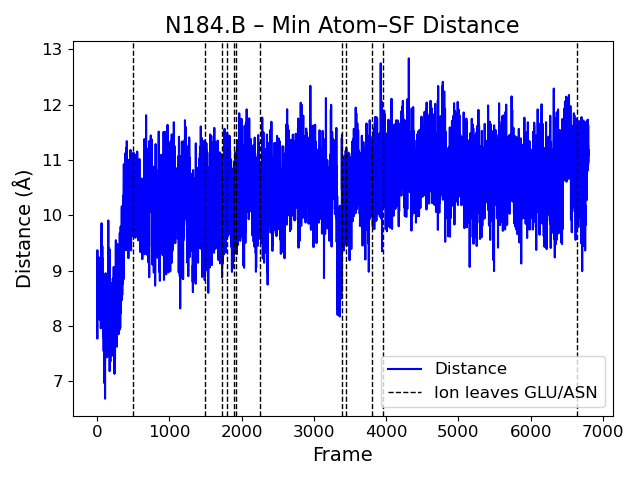 N184.B – Min Atom–SF Distance
13
12
11
10
9
8
7
Distance (Å)
Distance
Ion leaves GLU/ASN
0 1000 2000 3000 4000 5000 6000 7000
Frame